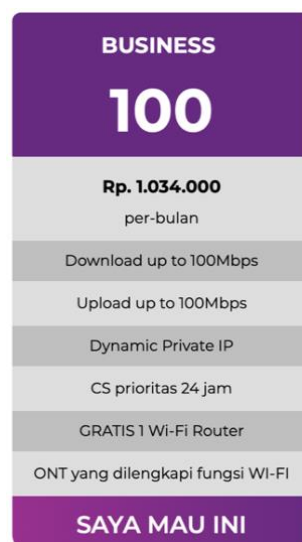 BUSINESS
100
Rp. 1.034.000
per-bulan
Download up to 100Mbps
Upload up to 100Mbps
Dynamic Private IP
CS prioritas 24 jam
GRATIS 1 Wi-Fi Router
ONT yang dilengkapi fungsi WI-FI
SAYA MAU INI